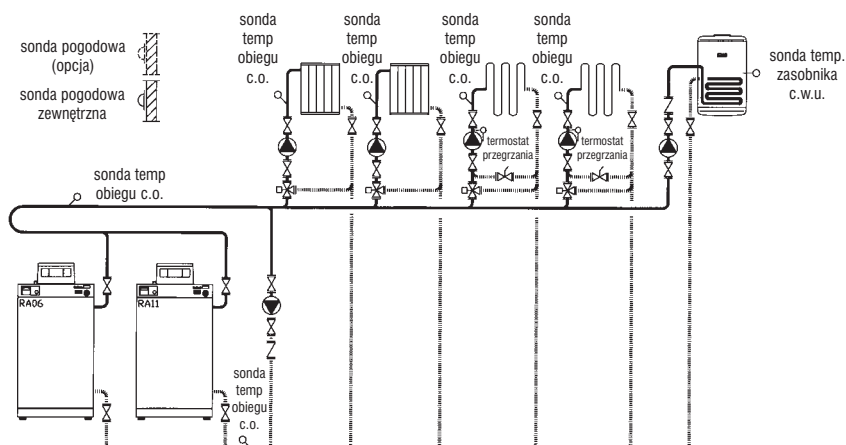 sonda pogodowa
(opcja)
sonda pogodowa
zewnętrzna
sonda
temp
obiegu
c.o.
sonda
temp
obiegu
c.o.
sonda
temp
obiegu
c.o.
sonda
temp
obiegu
c.o.
sonda temp.
zasobnika
c.w.u.
termostat
przegrzania
termostat
przegrzania
sonda temp
obiegu c.o.
RA06
RA11
sonda
temp
obiegu
c.o.